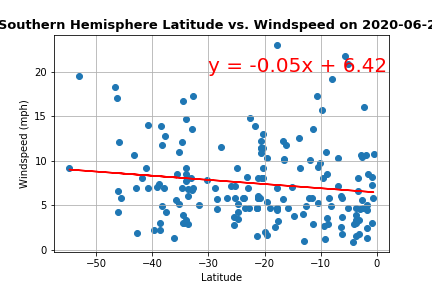 Southern Hemisphere Latitude vs. Windspeed on 2020-06-2
y = -0.05x + 6.42
20
15
10
5
0
Windspeed (mph)
−50
−40
−30
−20
−10
0
Latitude